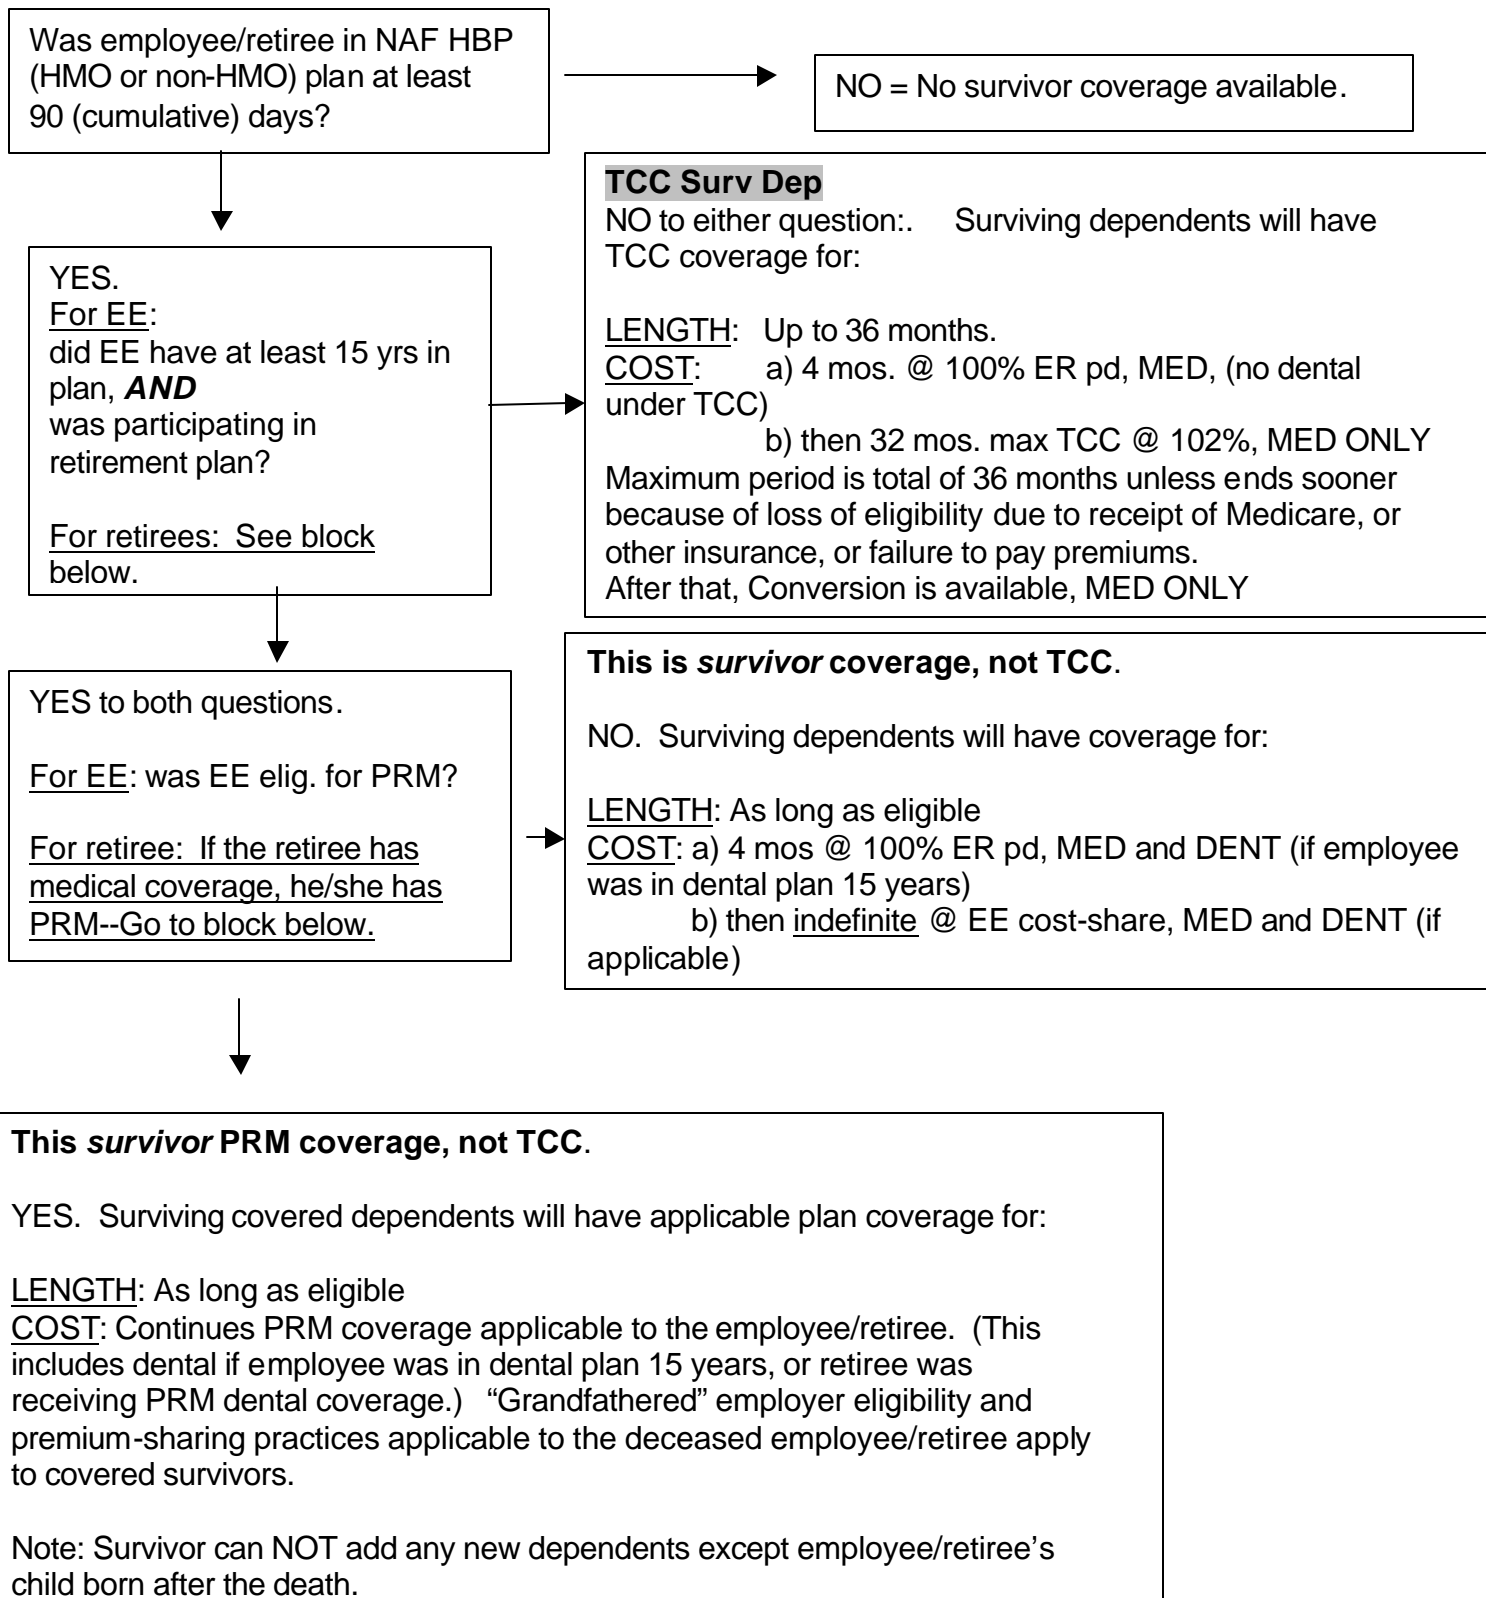 Was employee/retiree in NAF HBP
(HMO or non-HMO) plan at least
90 (cumulative) days?
NO = No survivor coverage available.
YES.
For EE:
did EE have at least 15 yrs in
plan, AND
was participating in
retirement plan?
For retirees: See block
below.
TCC Surv Dep
NO to either question:. Surviving dependents will have
TCC coverage for:
LENGTH: Up to 36 months.
COST: a) 4 mos. @ 100% ER pd, MED, (no dental
under TCC)
b) then 32 mos. max TCC @ 102%, MED ONLY
Maximum period is total of 36 months unless ends sooner
because of loss of eligibility due to receipt of Medicare, or
other insurance, or failure to pay premiums.
After that, Conversion is available, MED ONLY
YES to both questions.
For EE: was EE elig. for PRM?
For retiree: If the retiree has
medical coverage, he/she has
PRM--Go to block below.
This is survivor coverage, not TCC.
NO. Surviving dependents will have coverage for:
LENGTH: As long as eligible
COST: a) 4 mos @ 100% ER pd, MED and DENT (if employee
was in dental plan 15 years)
b) then indefinite @ EE cost-share, MED and DENT (if
applicable)
This survivor PRM coverage, not TCC.
YES. Surviving covered dependents will have applicable plan coverage for:
LENGTH: As long as eligible
COST: Continues PRM coverage applicable to the employee/retiree. (This
includes dental if employee was in dental plan 15 years, or retiree was
receiving PRM dental coverage.) “Grandfathered” employer eligibility and
premium-sharing practices applicable to the deceased employee/retiree apply
to covered survivors.
Note: Survivor can NOT add any new dependents except employee/retiree’s
child born after the death.